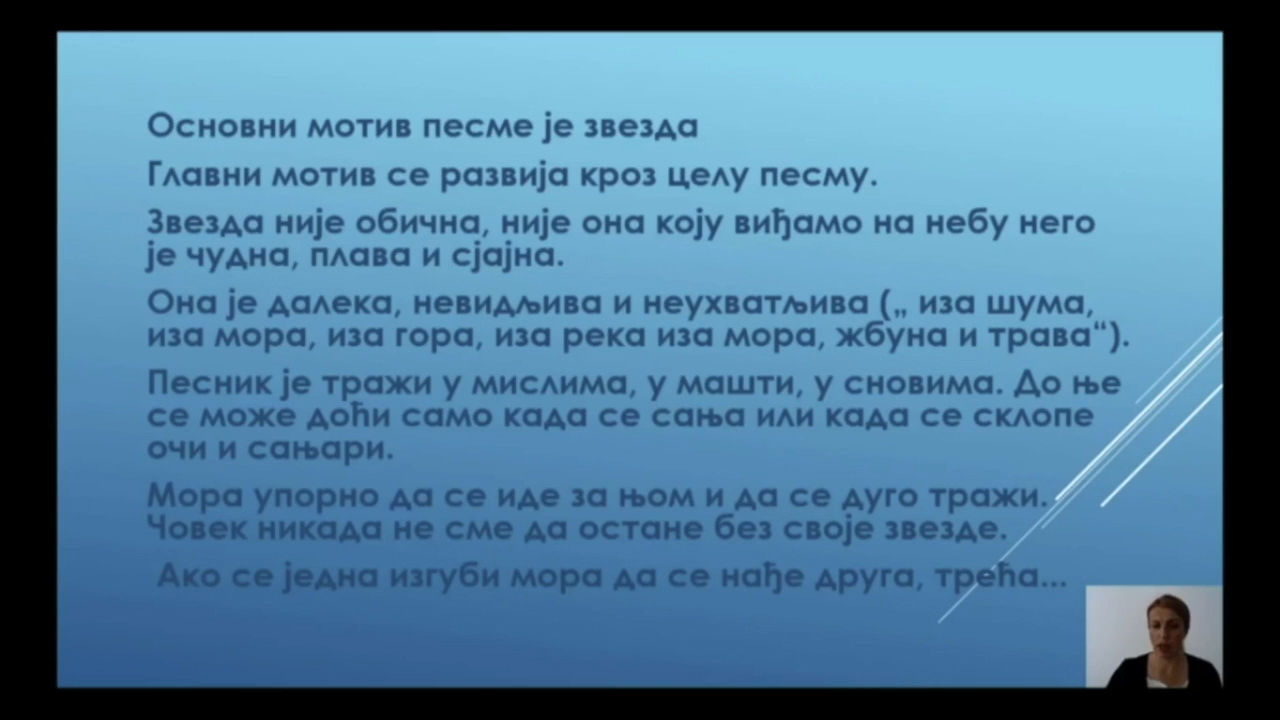 Основни мотив песме је звезда
Главни мотив се развија кроз целу песму.
Звезда није обична, није она коју виђамо на небу него
је чудна, плава и сјајна.
Она је далека, невидљива и неухватљива („ иза шума,
иза мора, иза гора, иза река иза мора, жбуна и трава“).
Песник је тражи у мислима, у машти, у сновима. До ње
се може доћи само када се сања или када се склопе
очи и сањари.
Мора упорно да се иде за њом и да се дуго тражи.
Човек никада не сме да остане без своје звезде.
Ако се једна изгуби мора да се нађе друга, трећа...